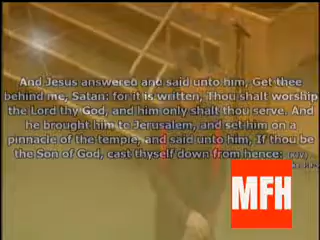 And Jesus answered and said unto him, Get thee
behind me, Satan: for it is written, Thou shalt worship
the Lord thy God, and him only shalt thou serve. And
he brought him to Jerusalem, and set him on a
pinnacle of the temple, and said unto him, If thou be
the Son of God, cast thyself down from hence:
MFH